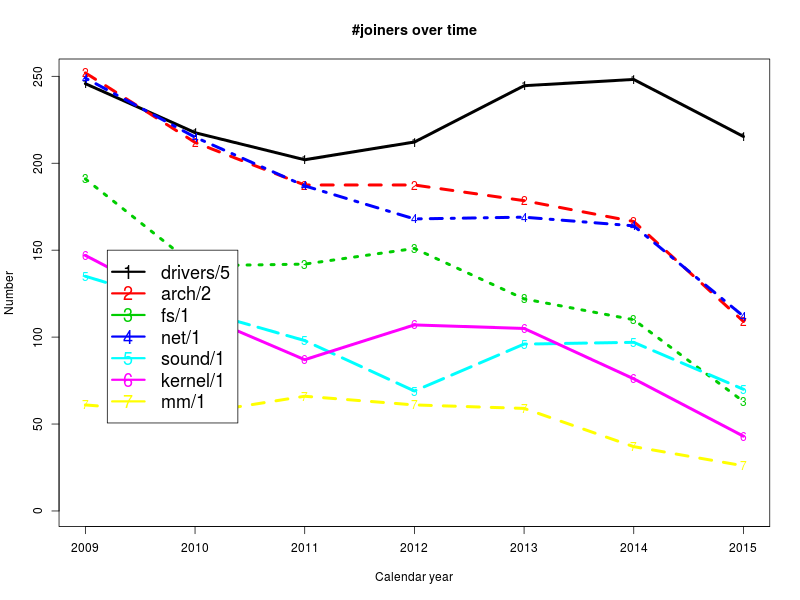 #joiners over time
Number
250
200
150
100
50
0
1 drivers/5
2 arch/2
3 fs/1
4 net/1
5 sound/1
6 kernel/1
7 mm/1
2009 2010 2011 2012 2013 2014 2015
Calendar year